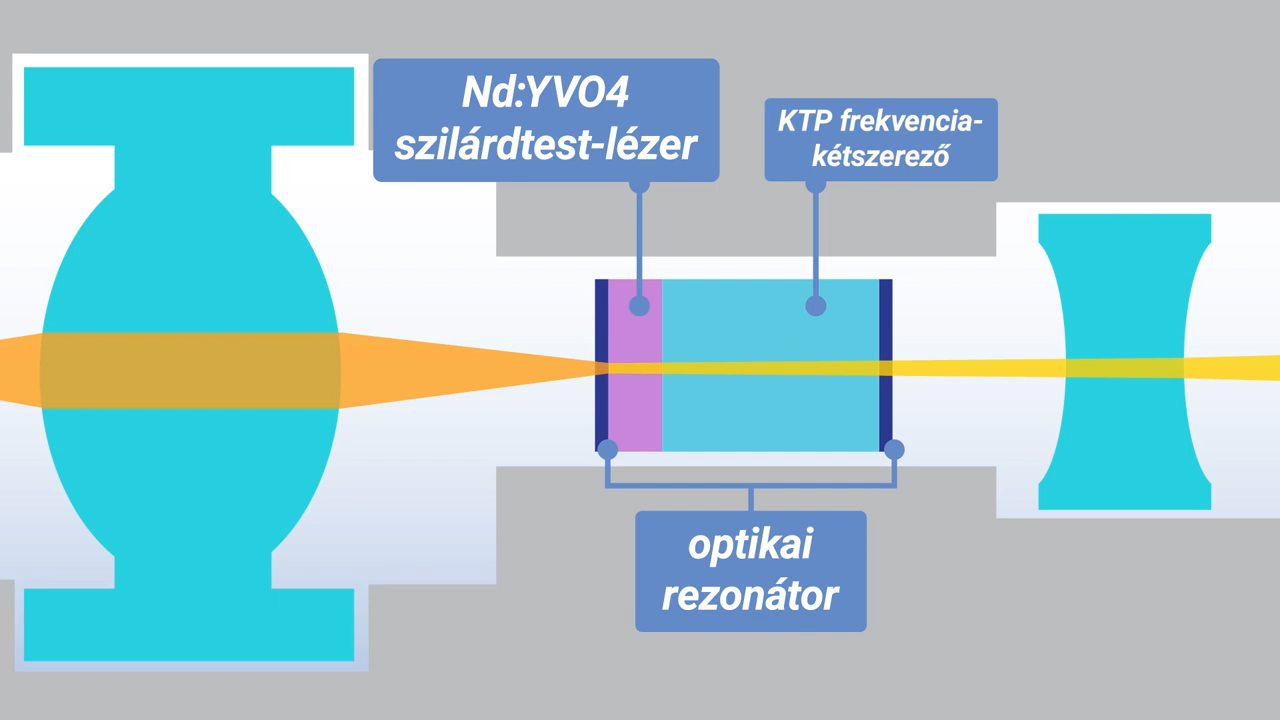 Nd:YVO4
szilárdtest-lézer
KTP frekvencia-
kétszerező
optikai
rezonátor